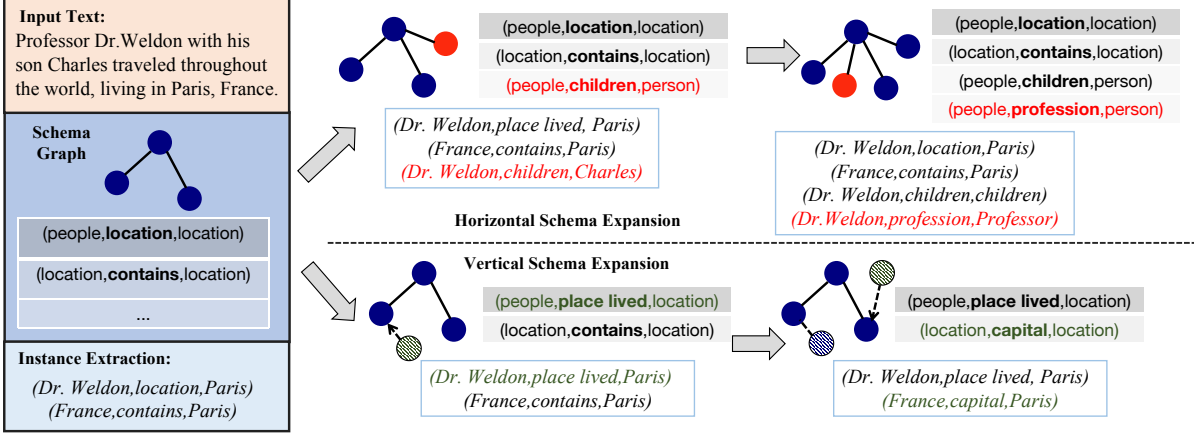 Input Text:
Professor Dr.Weldon with his
son Charles traveled throughout
the world, living in Paris, France.
Schema
Graph
(people,location,location)
(location,contains,location)
...
Instance Extraction:
(Dr. Weldon,location,Paris)
(France,contains,Paris)
(people,location,location)
(location,contains,location)
(people,children,person)
(Dr. Weldon,place lived, Paris)
(France,contains,Paris)
(Dr. Weldon,children,Charles)
(people,location,location)
(location,contains,location)
(people,children,person)
(people,profession,person)
(Dr. Weldon,location,Paris)
(France,contains,Paris)
(Dr. Weldon,children,children)
(Dr.Weldon,profession,Professor)
Horizontal Schema Expansion
Vertical Schema Expansion
(people,place lived,location)
(location,contains,location)
(Dr. Weldon,place lived,Paris)
(France,contains,Paris)
(people,place lived,location)
(location,capital,location)
(Dr. Weldon,place lived, Paris)
(France,capital,Paris)